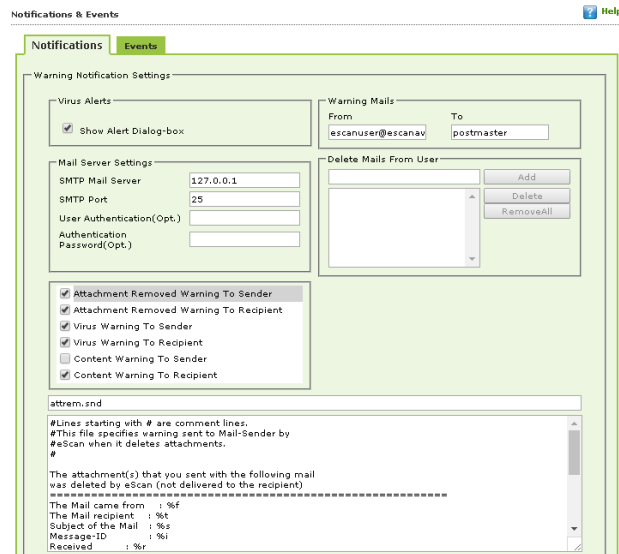 Notifications & Events
Help
Notifications
Events
Warning Notification Settings
Virus Alerts
Show Alert Dialog-box
Warning Mails
From To
escanuser@escanav postmaster
Mail Server Settings
SMTP Mail Server 127.0.0.1
SMTP Port 25
User Authentication(Opt.)
Authentication
Password(Opt.)
Delete Mails From User
Add
Delete
RemoveAll
Attachment Removed Warning To Sender
Attachment Removed Warning To Recipient
Virus Warning To Sender
Virus Warning To Recipient
Content Warning To Sender
Content Warning To Recipient
attrem.snd
#Lines starting with # are comment lines.
#This file specifies warning sent to Mail-Sender by
#eScan when it deletes attachments.
#
The attachment(s) that you sent with the following mail
was deleted by eScan (not delivered to the recipient)
========================================================
The Mail came from : %f
The Mail recipient : %t
Subject of the Mail : %s
Message-ID : %i
Received : %r